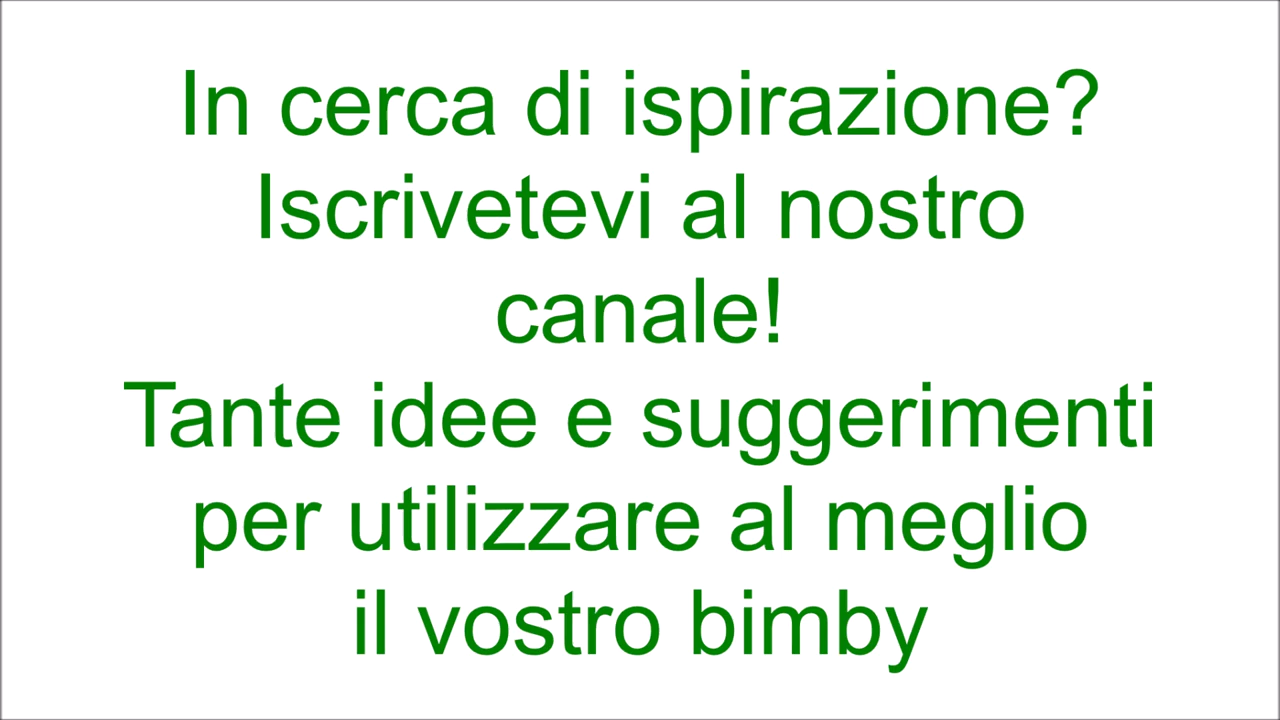 In cerca di ispirazione?
Iscrivetevi al nostro
canale!
Tante idee e suggerimenti
per utilizzare al meglio
il vostro bimby